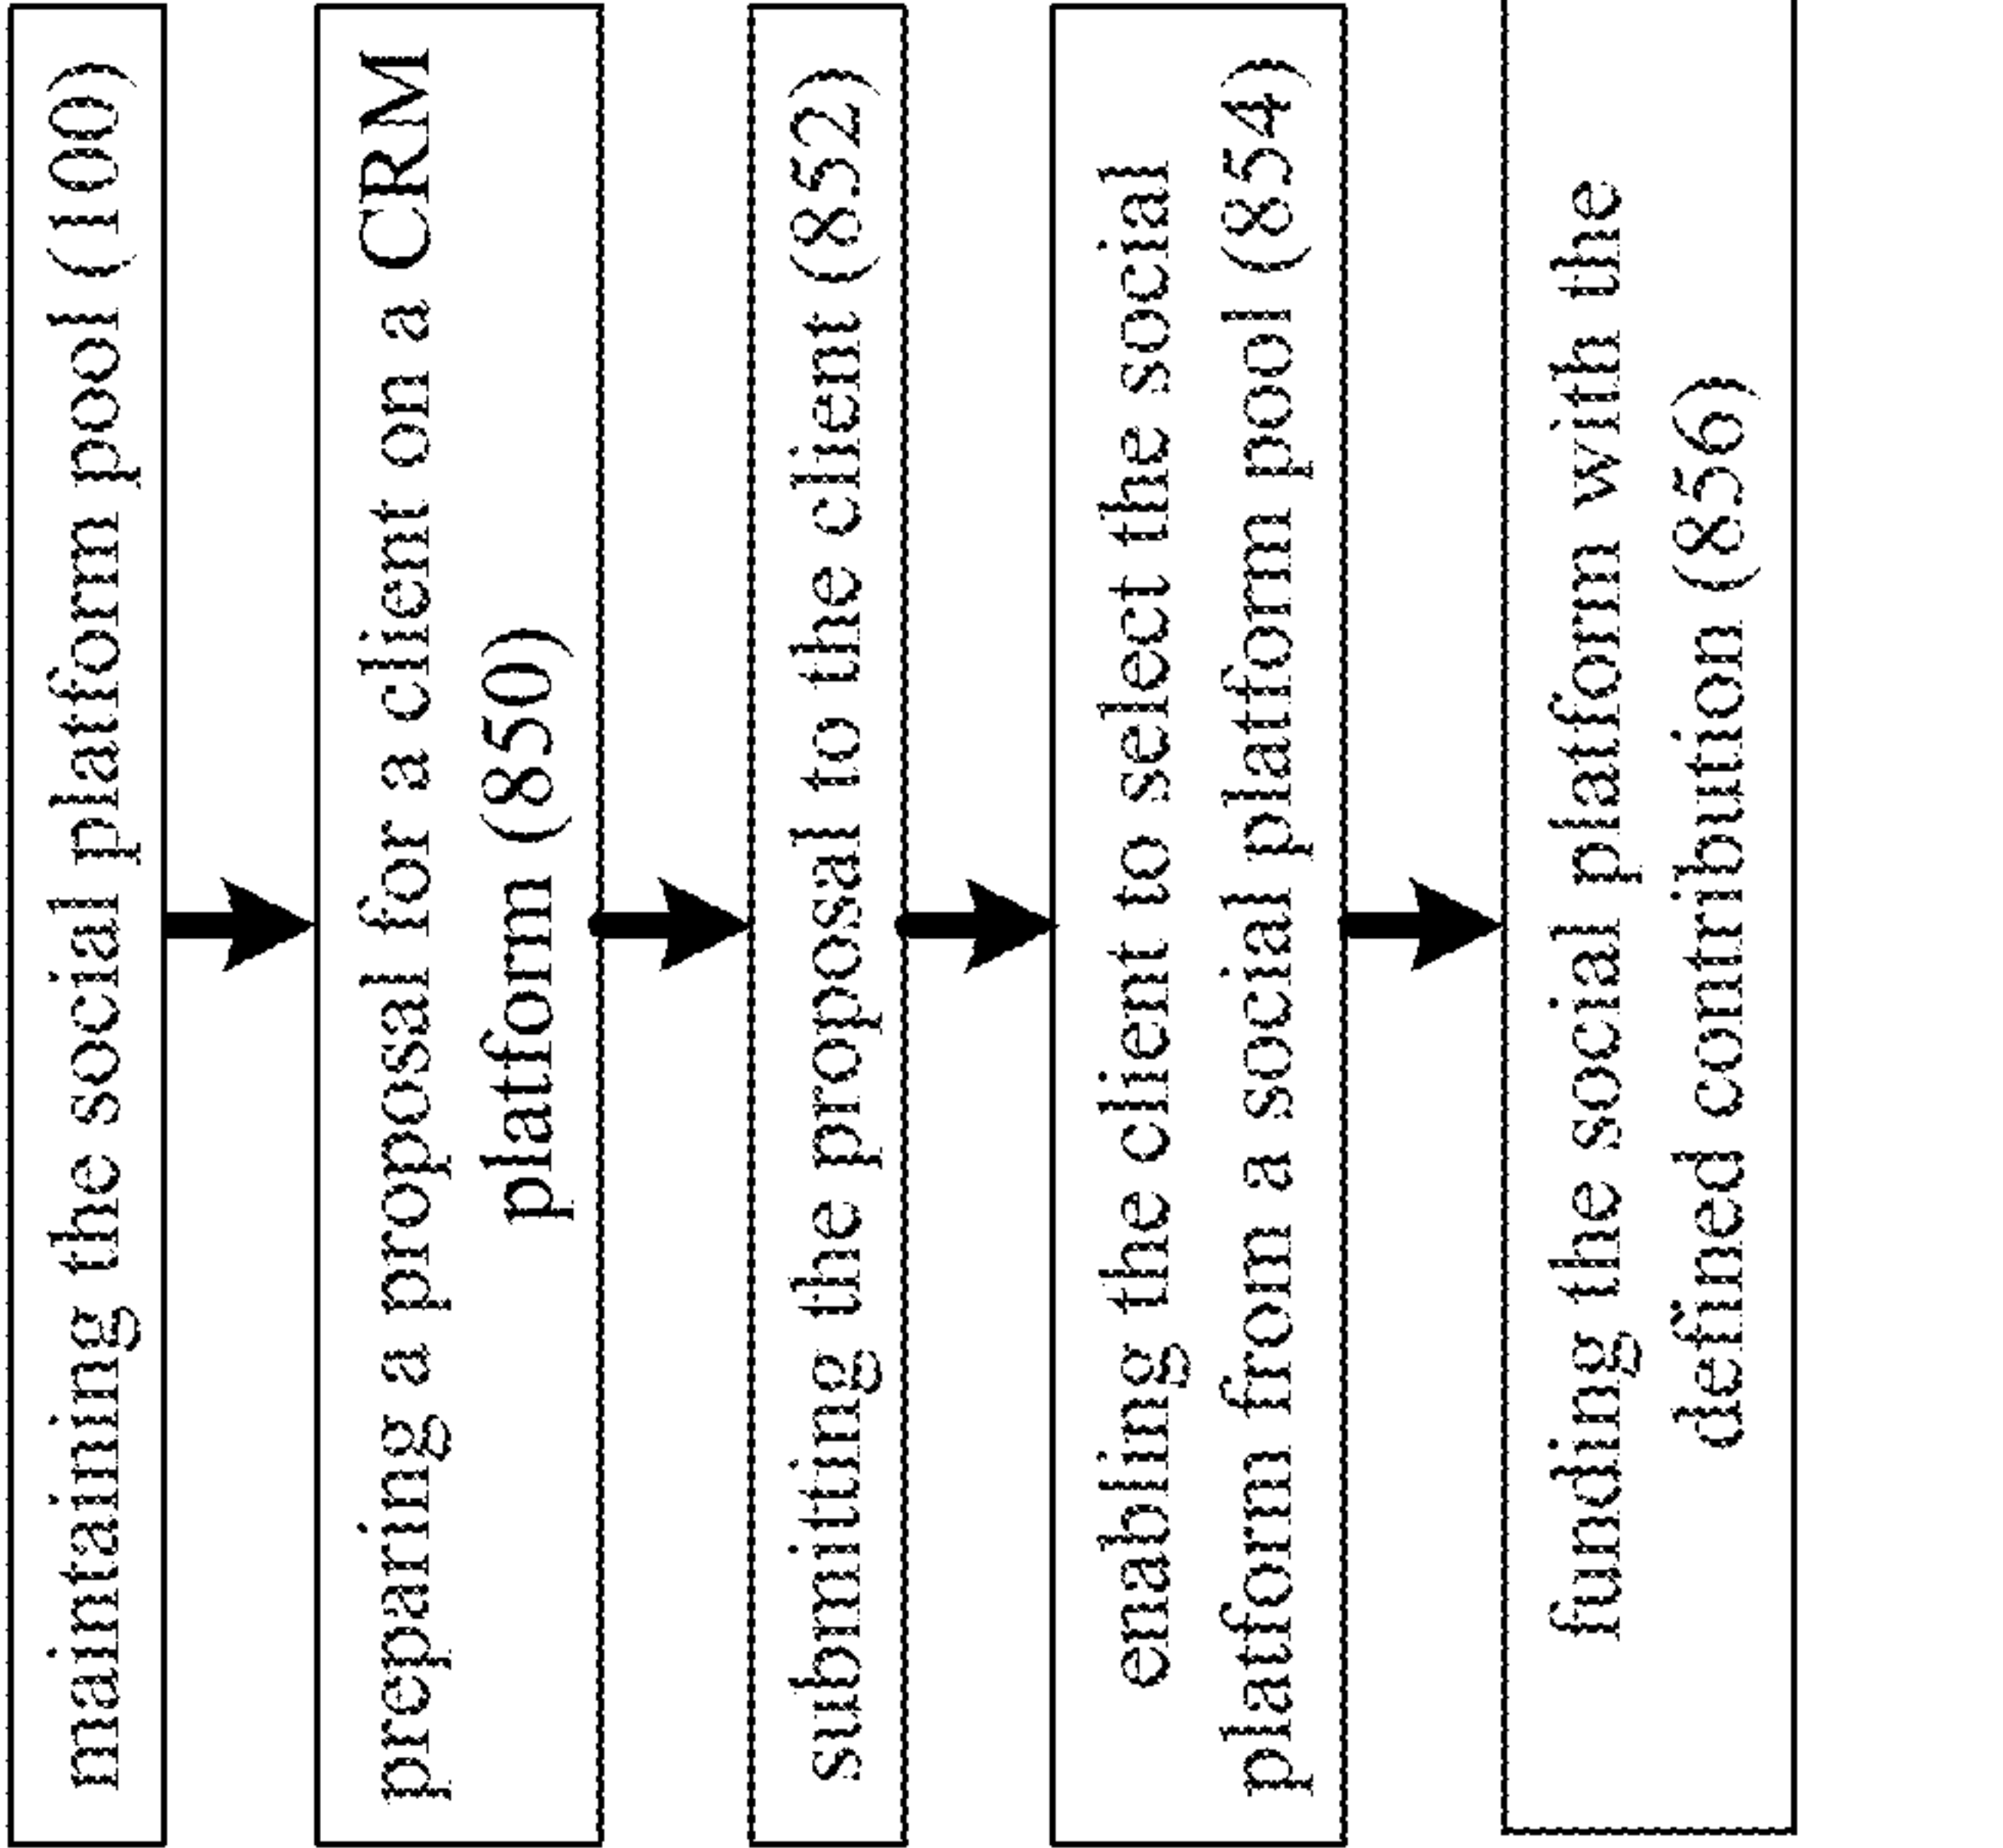 maintaining the social platform pool (100)
preparing a proposal for a client on a CRM
platform (850)
submitting the proposal to the client (852)
enabling the client to select the social
platform from a social platform pool (854)
funding the social platform with the
defined contribution (856)